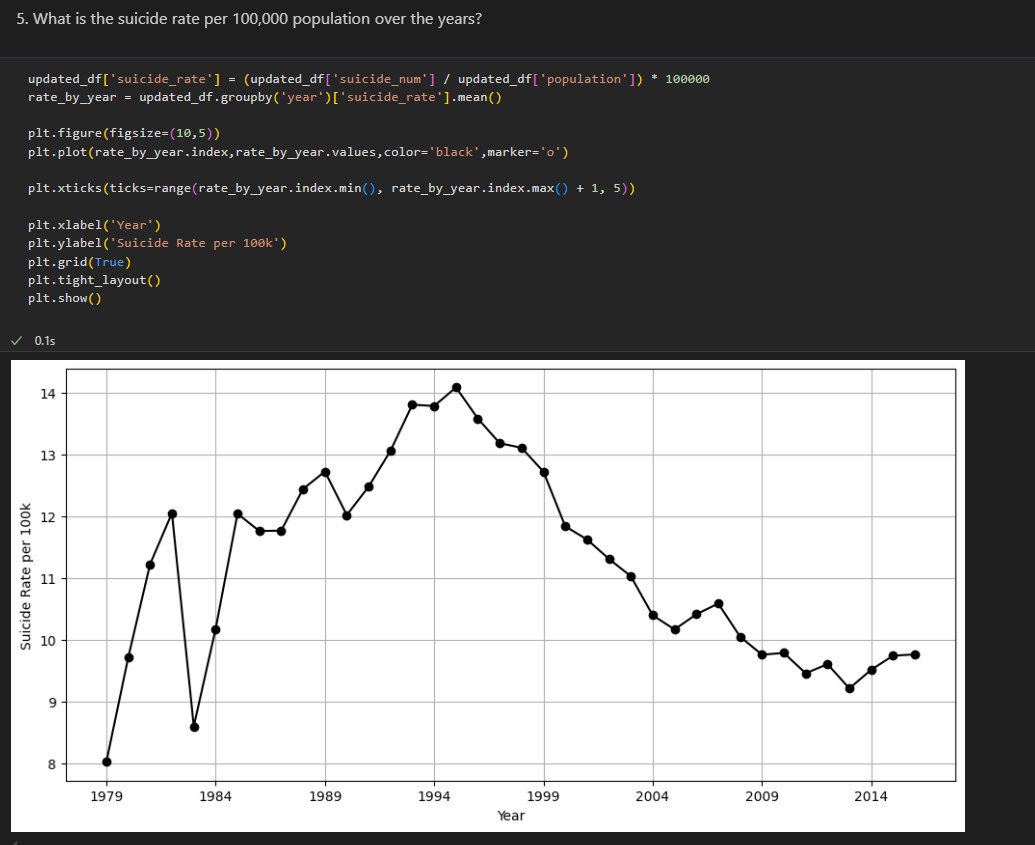 5. What is the suicide rate per 100,000 population over the years?
updated_df['suicide_rate'] = (updated_df['suicide_num'] / updated_df['population']) * 100000
rate_by_year = updated_df.groupby('year')['suicide_rate'].mean()
plt.figure(figsize=(10,5))
plt.plot(rate_by_year.index,rate_by_year.values,color='black',marker='o')
plt.xticks(ticks=range(rate_by_year.index.min(), rate_by_year.index.max() + 1, 5))
plt.xlabel('Year')
plt.ylabel('Suicide Rate per 100k')
plt.grid(True)
plt.tight_layout()
plt.show()
✓ 0.1s
Suicide Rate per 100k
14
13
12
11
10
9
8
1979 1984 1989 1994 1999 2004 2009 2014
Year